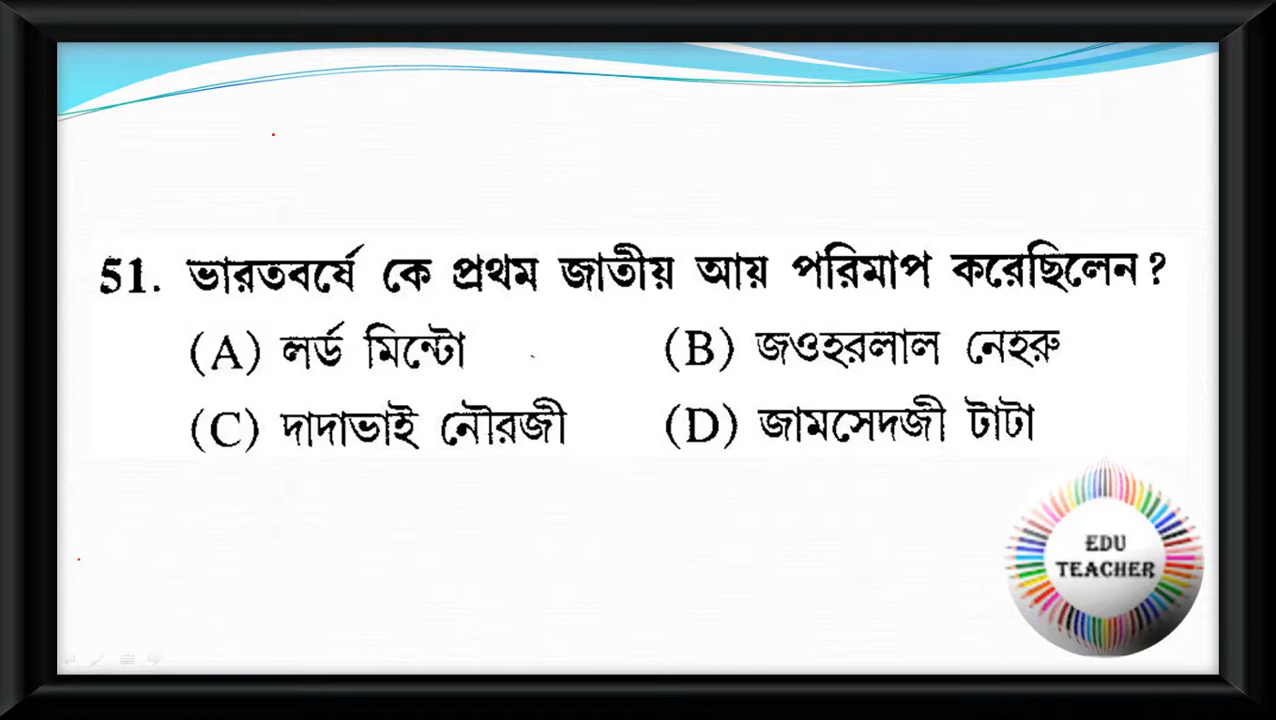 51. ভারতবর্ষে কে প্রথম জাতীয় আয় পরিমাপ করেছিলেন?
(A) লর্ড মিন্টো (B) জওহরলাল নেহরু
(C) দাদাভাই নৌরজী (D) জামসেদজী টাটা
EDU
TEACHER